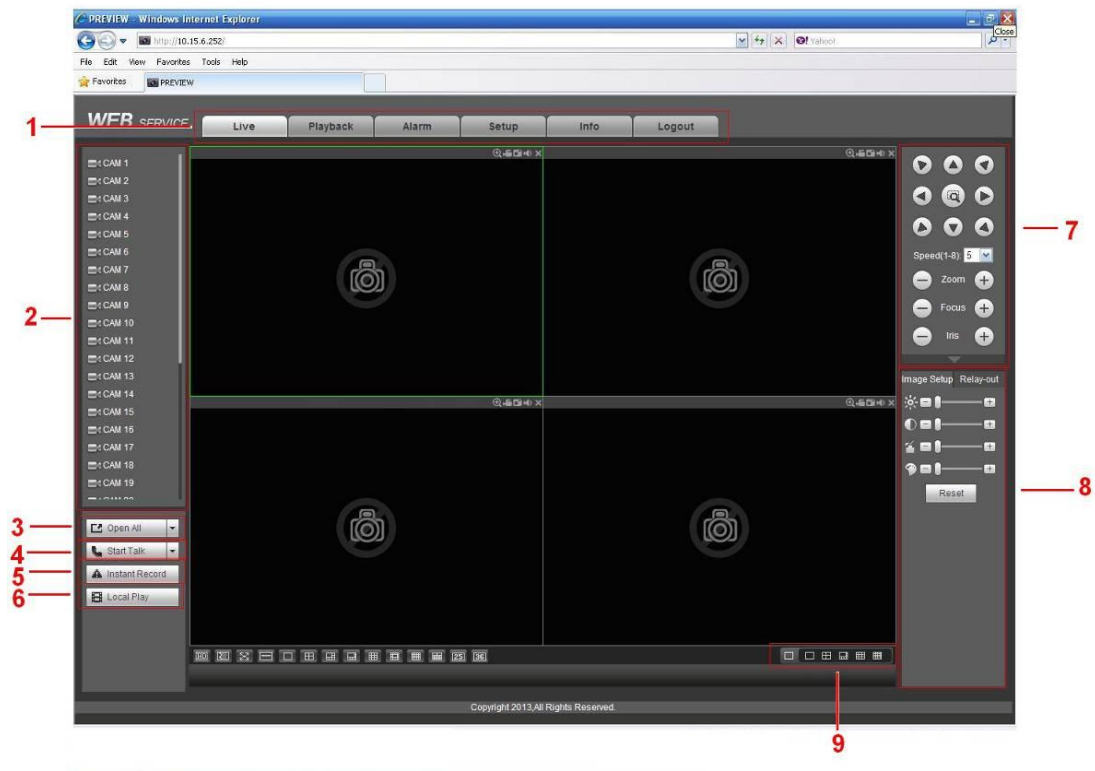 PREVIEW - Windows Internet Explorer
Close
http://10.15.6.252/
Yahoo!
File Edit View Favorites Tools Help
Favorites PREVIEW
WEB SERVICE
1
Live Playback Alarm Setup Info Logout
CAM 1
CAM 2
CAM 3
CAM 4
CAM 5
CAM 6
CAM 7
CAM 8
CAM 9
CAM 10
CAM 11
CAM 12
CAM 13
CAM 14
CAM 15
CAM 16
CAM 17
CAM 18
CAM 19
2
3
Open All
4
Start Talk
5
Instant Record
6
Local Play
Speed(1-8): 5
Zoom
Focus
Iris
7
Image Setup Relay-out
Reset
8
25 36
9
Copyright 2013,All Rights Reserved.